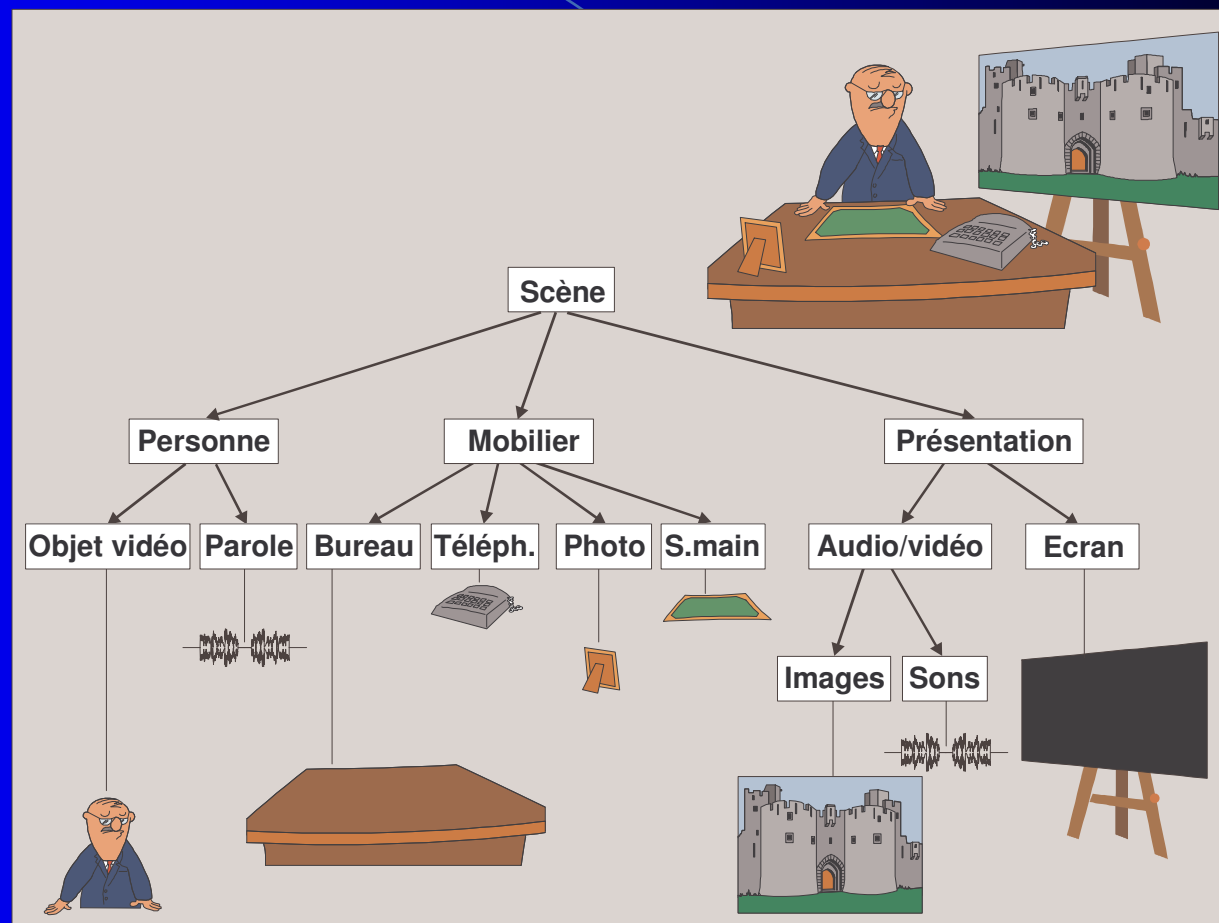 Scène
Personne
Mobilier
Présentation
Objet vidéo
Parole
Bureau
Téléph.
Photo
S.main
Audio/vidéo
Ecran
Images
Sons